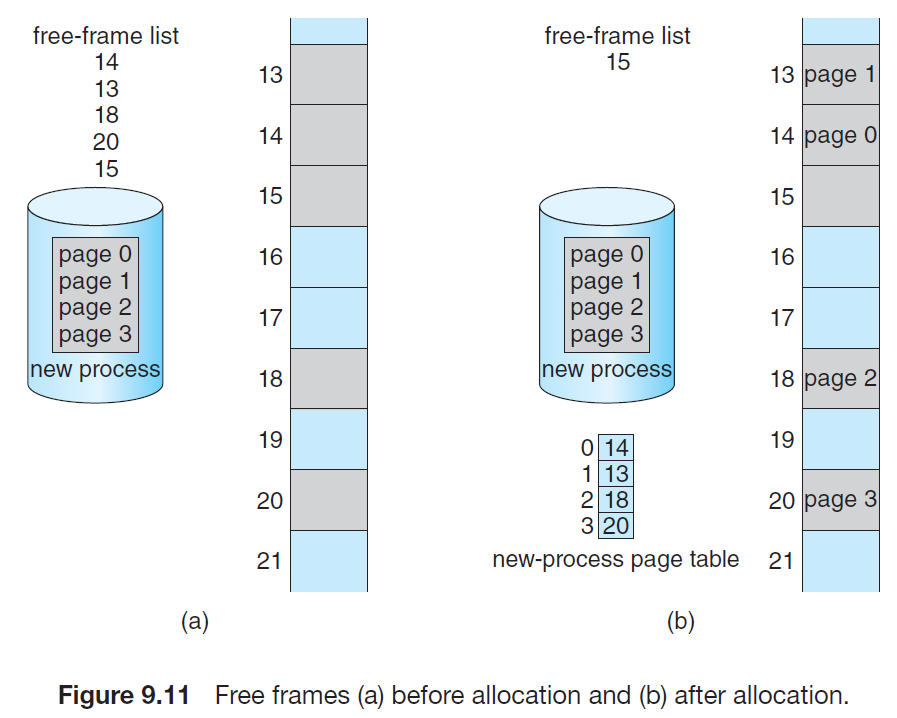 free-frame list
14
13
18
20
15
page 0
page 1
page 2
page 3
new process
13
14
15
16
17
18
19
20
21
(a)
free-frame list
15
page 0
page 1
page 2
page 3
new process
0 14
1 13
2 18
3 20
new-process page table
13 page 1
14 page 0
15
16
17
18 page 2
19
20 page 3
21
(b)
Figure 9.11 Free frames (a) before allocation and (b) after allocation.